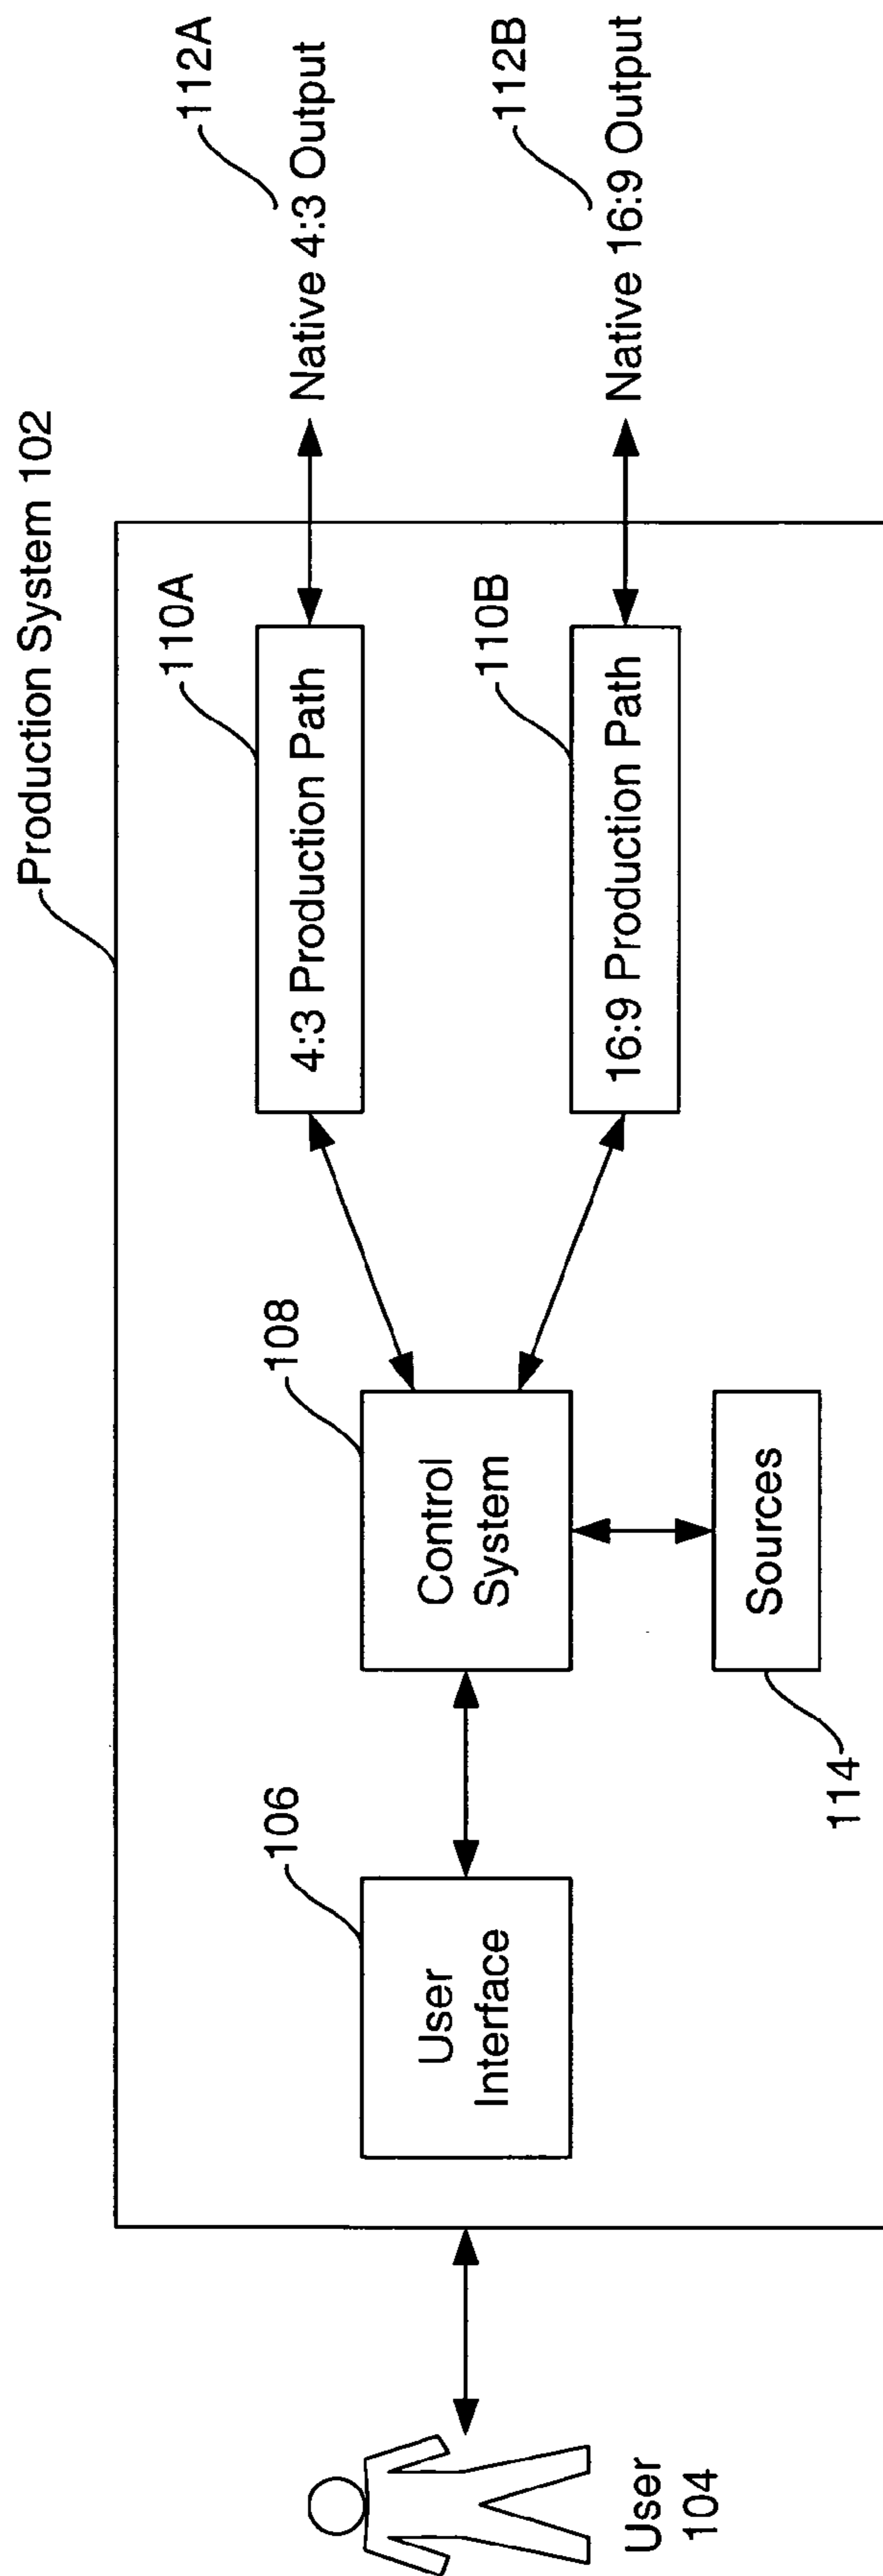 Production System 102
112A
Native 4:3 Output
110A
4:3 Production Path
112B
Native 16:9 Output
110B
16:9 Production Path
108
Control
System
106
User
Interface
Sources
114
User
104